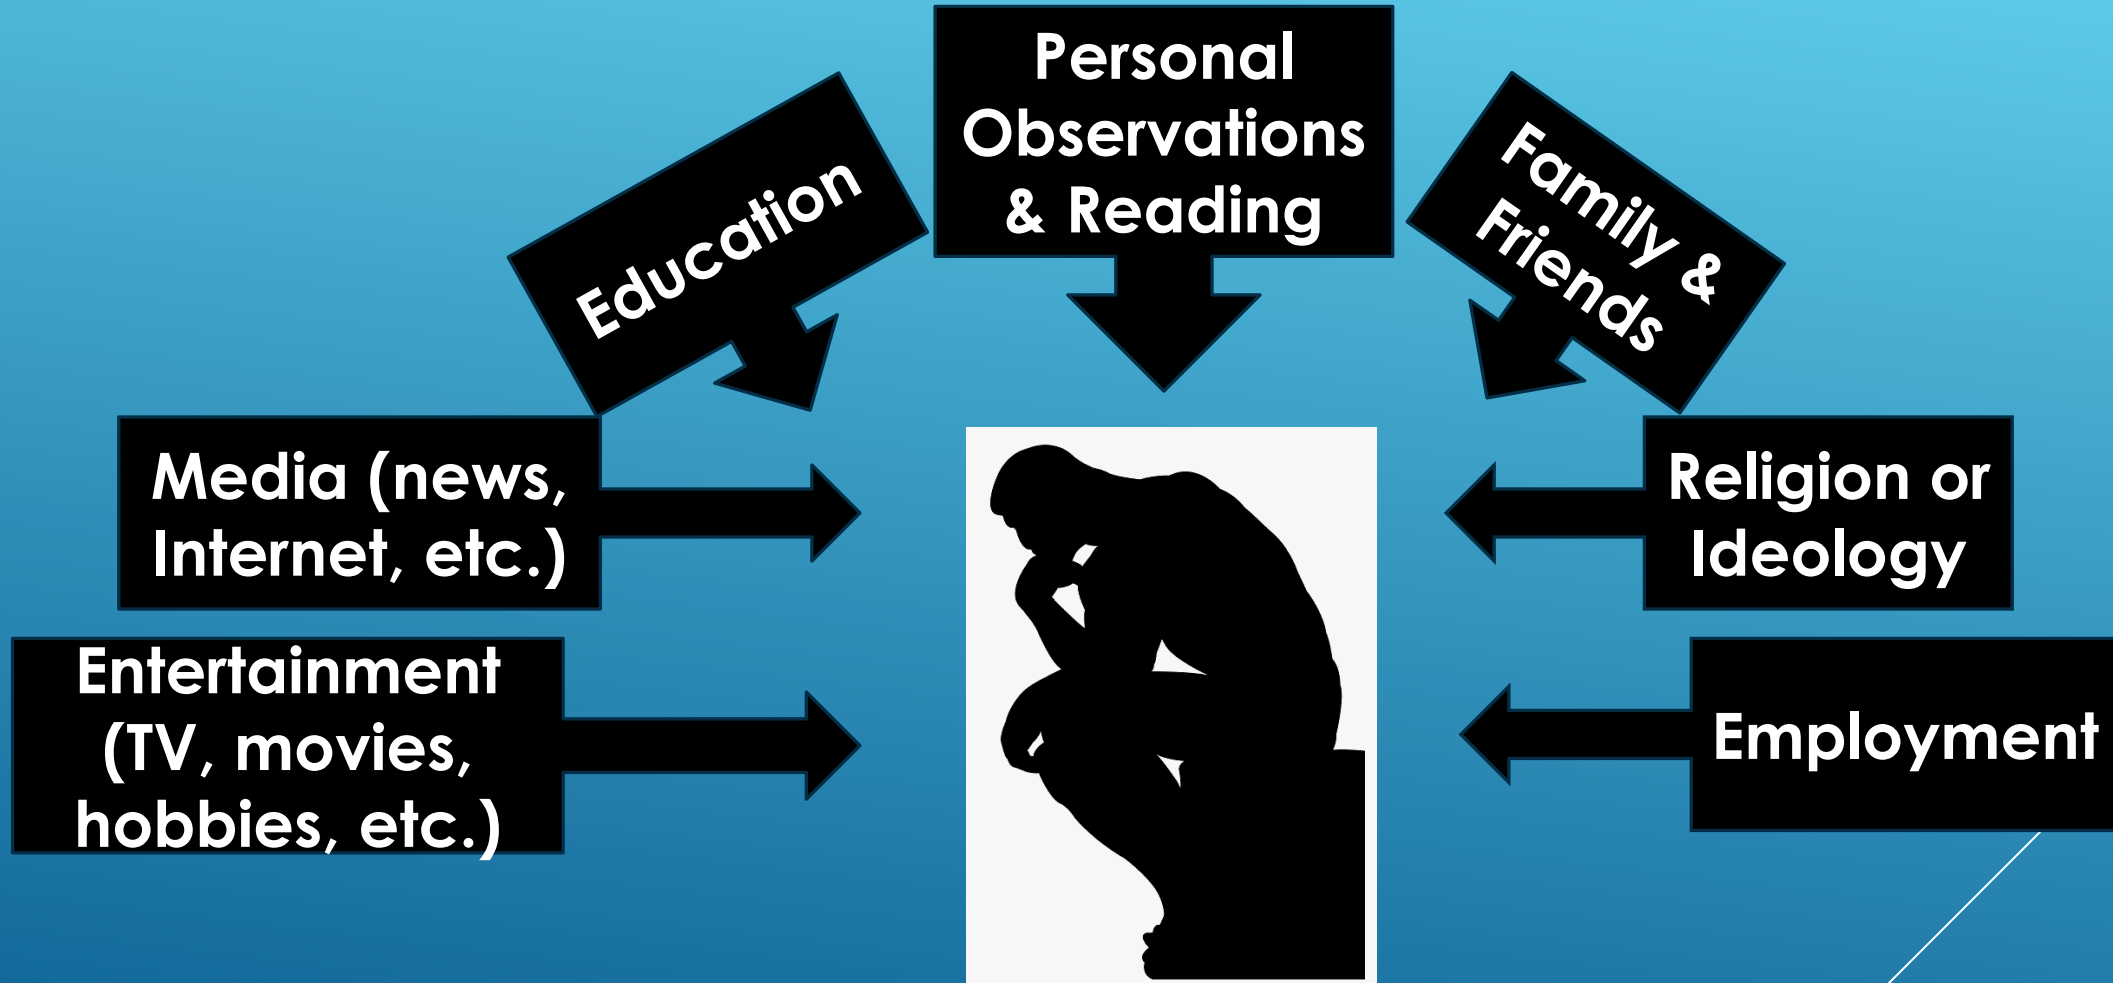 Personal
Observations
& Reading
Education
Family &
Friends
Media (news,
Internet, etc.)
Religion or
Ideology
Entertainment
(TV, movies,
hobbies, etc.)
Employment